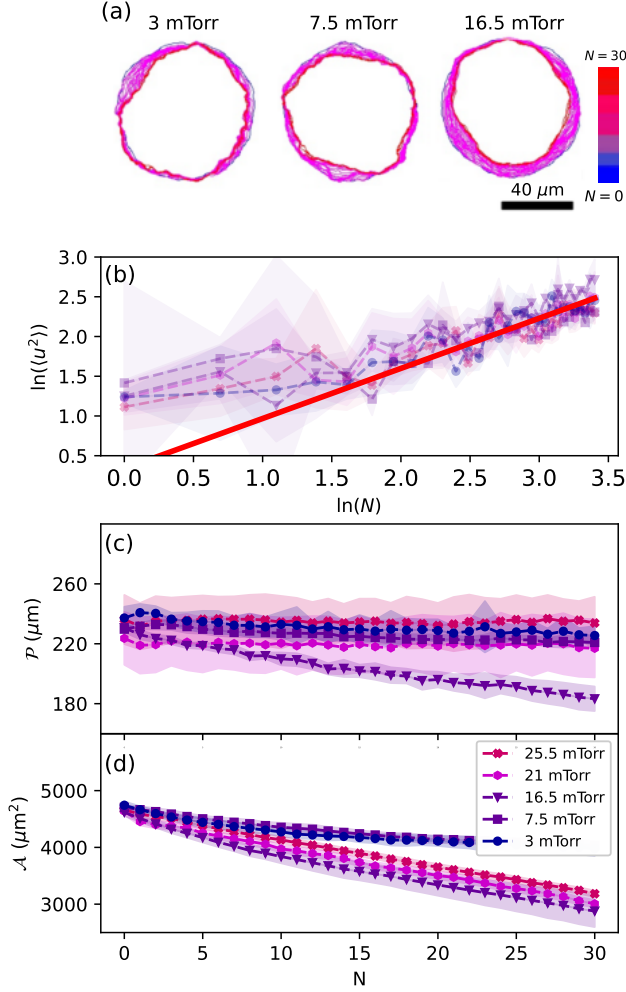 (a)
3 mTorr 7.5 mTorr 16.5 mTorr
N = 30
N = 0
40 μm
(b)
3.0
2.5
2.0
1.5
1.0
0.5
ln(⟨u²⟩)
0.0 0.5 1.0 1.5 2.0 2.5 3.0 3.5
ln(N)
(c)
260
220
180
𝒫 (μm)
(d)
25.5 mTorr
21 mTorr
16.5 mTorr
7.5 mTorr
3 mTorr
5000
4000
3000
𝒜 (μm²)
0 5 10 15 20 25 30
N